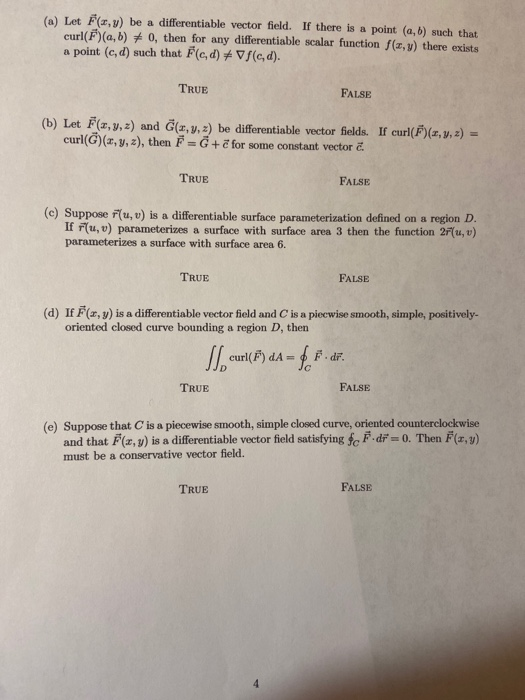 (a) Let F⃗(x, y) be a differentiable vector field. If there is a point (a, b) such that
curl(F⃗)(a, b) ≠ 0, then for any differentiable scalar function f(x, y) there exists
a point (c, d) such that F⃗(c, d) ≠ ∇f(c, d).
TRUE FALSE
(b) Let F⃗(x, y, z) and G⃗(x, y, z) be differentiable vector fields. If curl(F⃗)(x, y, z) =
curl(G⃗)(x, y, z), then F⃗ = G⃗ + c⃗ for some constant vector c⃗.
TRUE FALSE
(c) Suppose r⃗(u, v) is a differentiable surface parameterization defined on a region D.
If r⃗(u, v) parameterizes a surface with surface area 3 then the function 2r⃗(u, v)
parameterizes a surface with surface area 6.
TRUE FALSE
(d) If F⃗(x, y) is a differentiable vector field and C is a piecwise smooth, simple, positively-
oriented closed curve bounding a region D, then
∬_D curl(F⃗) dA = ∮_C F⃗ · dr⃗.
TRUE FALSE
(e) Suppose that C is a piecewise smooth, simple closed curve, oriented counterclockwise
and that F⃗(x, y) is a differentiable vector field satisfying ∮_C F⃗ · dr⃗ = 0. Then F⃗(x, y)
must be a conservative vector field.
TRUE FALSE
4